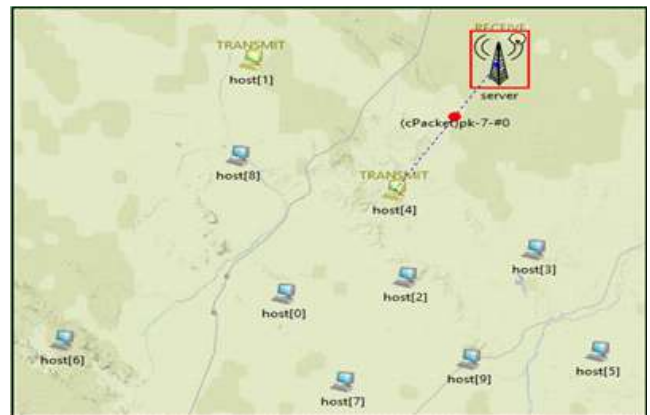 RECEIVE
TRANSMIT
host[1]
server
(cPacket)pk-7-#0
host[8]
TRANSMIT
host[4]
host[3]
host[2]
host[0]
host[6]
host[5]
host[9]
host[7]